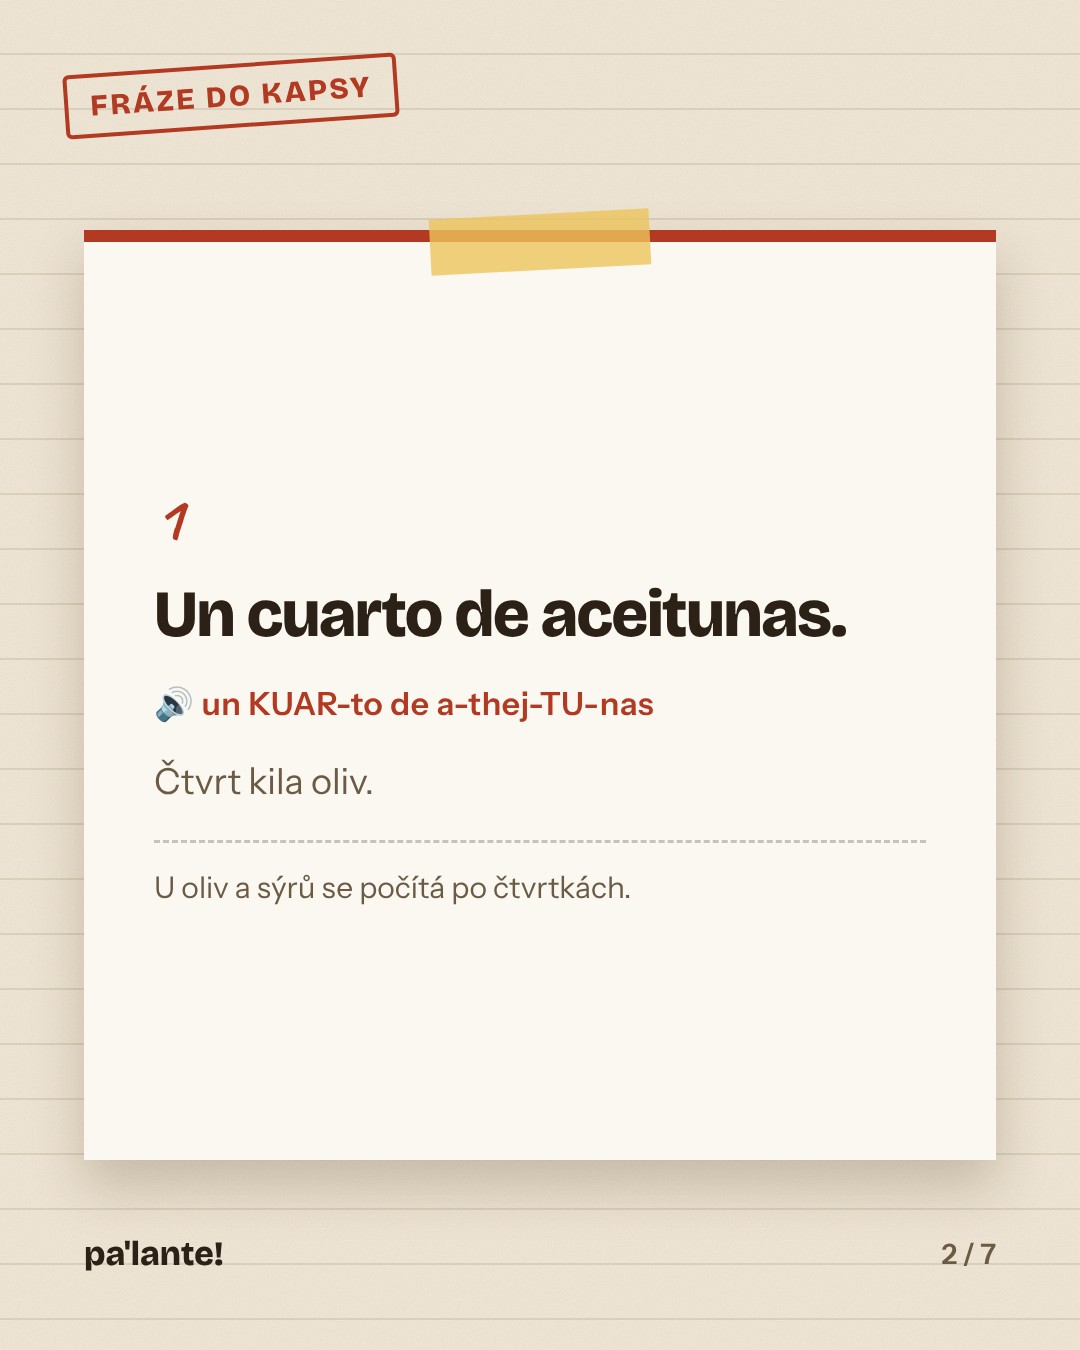 FRÁZE DO KAPSY
1
Un cuarto de aceitunas.
🔊 un KUAR-to de a-thej-TU-nas
Čtvrt kila oliv.
U oliv a sýrů se počítá po čtvrtkách.
pa'lante!
2 / 7